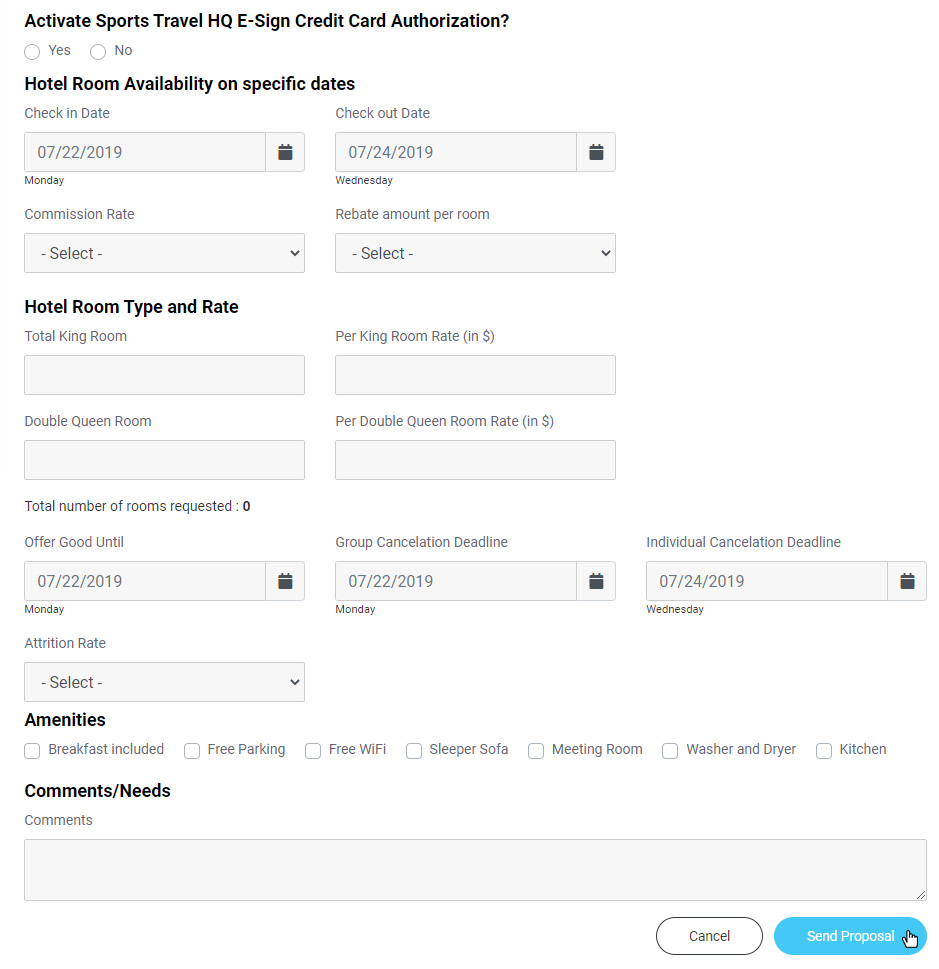 Activate Sports Travel HQ E-Sign Credit Card Authorization?
Yes No
Hotel Room Availability on specific dates
Check in Date Check out Date
07/22/2019 07/24/2019
Monday Wednesday
Commission Rate Rebate amount per room
- Select - - Select -
Hotel Room Type and Rate
Total King Room Per King Room Rate (in $)
Double Queen Room Per Double Queen Room Rate (in $)
Total number of rooms requested : 0
Offer Good Until Group Cancelation Deadline Individual Cancelation Deadline
07/22/2019 07/22/2019 07/24/2019
Monday Monday Wednesday
Attrition Rate
- Select -
Amenities
Breakfast included Free Parking Free WiFi Sleeper Sofa Meeting Room Washer and Dryer Kitchen
Comments/Needs
Comments
Cancel Send Proposal